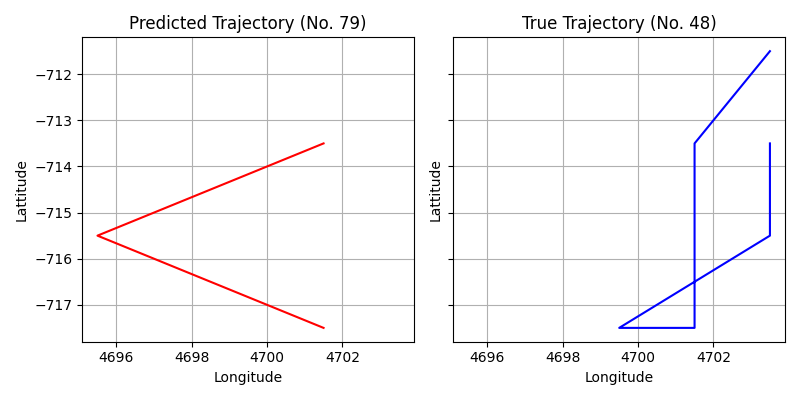 Predicted Trajectory (No. 79)
True Trajectory (No. 48)
−712
−713
−714
−715
−716
−717
Lattitude
Lattitude
4696
4698
4700
4702
4696
4698
4700
4702
Longitude
Longitude